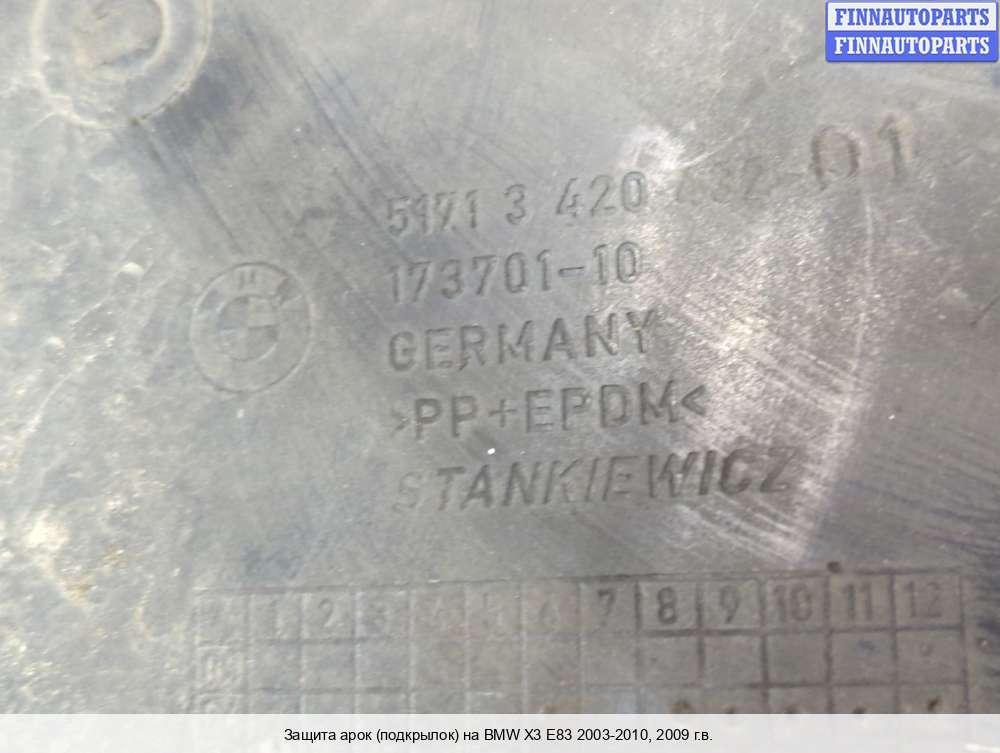 FINNAUTOPARTS
FINNAUTOPARTS
5171 3 420 432-01
173701-10
GERMANY
>PP+EPDM<
STANKIEWICZ
1 2 3 4 5 6 7 8 9 10 11 12
Защита арок (подкрылок) на BMW X3 E83 2003-2010, 2009 г.в.